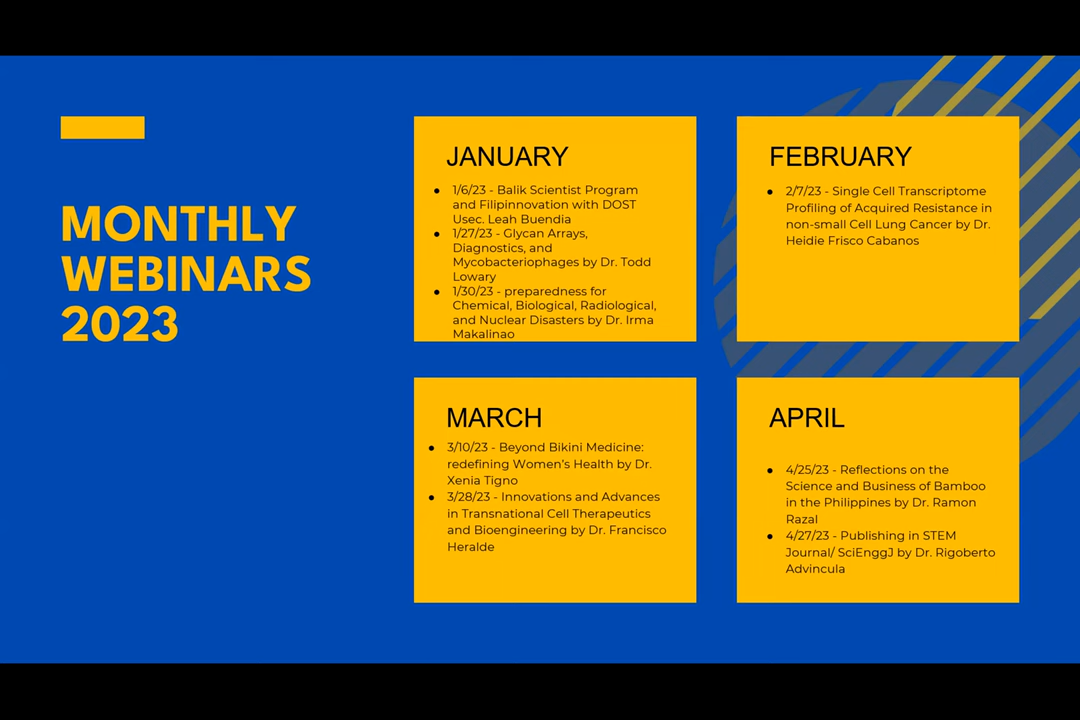 MONTHLY
WEBINARS
2023
JANUARY
● 1/6/23 - Balik Scientist Program
and Filipinnovation with DOST
Usec. Leah Buendia
● 1/27/23 - Glycan Arrays,
Diagnostics, and
Mycobacteriophages by Dr. Todd
Lowary
● 1/30/23 - preparedness for
Chemical, Biological, Radiological,
and Nuclear Disasters by Dr. Irma
Makalinao
FEBRUARY
● 2/7/23 - Single Cell Transcriptome
Profiling of Acquired Resistance in
non-small Cell Lung Cancer by Dr.
Heidie Frisco Cabanos
MARCH
● 3/10/23 - Beyond Bikini Medicine:
redefining Women's Health by Dr.
Xenia Tigno
● 3/28/23 - Innovations and Advances
in Transnational Cell Therapeutics
and Bioengineering by Dr. Francisco
Heralde
APRIL
● 4/25/23 - Reflections on the
Science and Business of Bamboo
in the Philippines by Dr. Ramon
Razal
● 4/27/23 - Publishing in STEM
Journal/ SciEnggJ by Dr. Rigoberto
Advincula